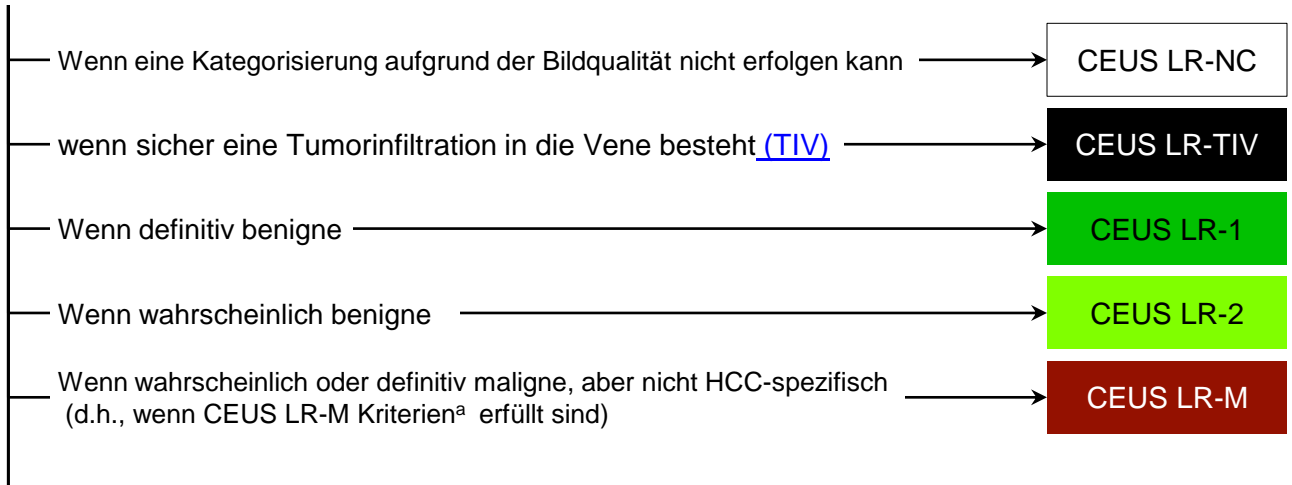 Wenn eine Kategorisierung aufgrund der Bildqualität nicht erfolgen kann CEUS LR-NC
wenn sicher eine Tumorinfiltration in die Vene besteht (TIV) CEUS LR-TIV
Wenn definitiv benigne CEUS LR-1
Wenn wahrscheinlich benigne CEUS LR-2
Wenn wahrscheinlich oder definitiv maligne, aber nicht HCC-spezifisch
(d.h., wenn CEUS LR-M Kriterienᵃ erfüllt sind) CEUS LR-M